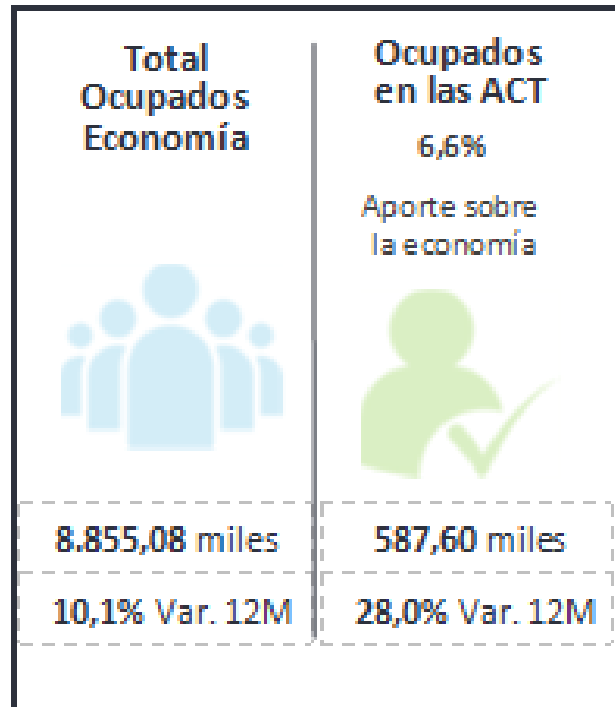 Total
Ocupados
Economía
8.855,08 miles
10,1% Var. 12M
Ocupados
en las ACT
6,6%
Aporte sobre
la economía
587,60 miles
28,0% Var. 12M